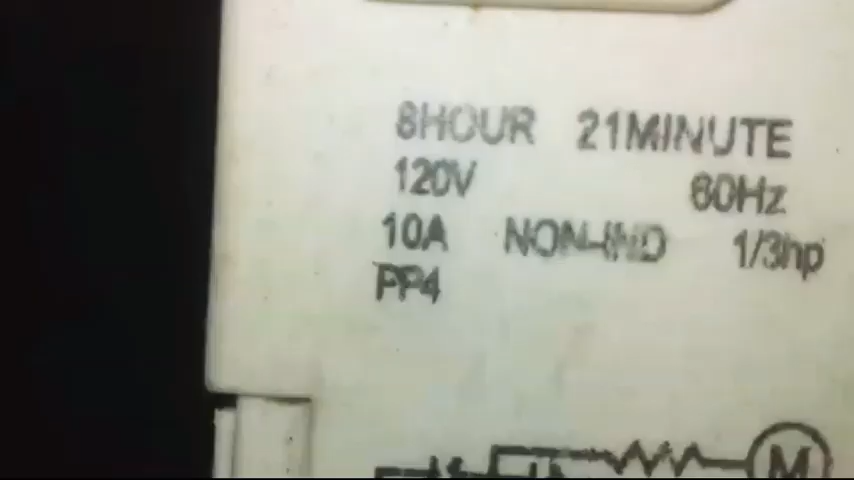 8HOUR 21MINUTE
120V 60Hz
10A NON-IND 1/3hp
PP4
M